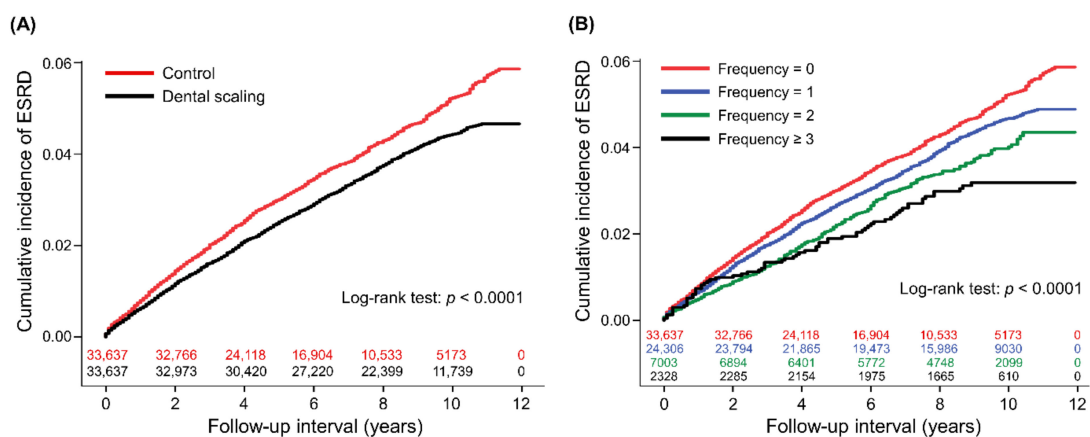 (A)
Control
Dental scaling
Cumulative incidence of ESRD
0.06
0.04
0.02
0.00
Log-rank test: p < 0.0001
33,637 32,766 24,118 16,904 10,533 5173 0
33,637 32,973 30,420 27,220 22,399 11,739 0
0 2 4 6 8 10 12
Follow-up interval (years)
(B)
Frequency = 0
Frequency = 1
Frequency = 2
Frequency ≥ 3
Cumulative incidence of ESRD
0.06
0.04
0.02
0.00
Log-rank test: p < 0.0001
33,637 32,766 24,118 16,904 10,533 5173 0
24,306 23,794 21,865 19,473 15,986 9030 0
7003 6894 6401 5772 4748 2099 0
2328 2285 2154 1975 1665 610 0
0 2 4 6 8 10 12
Follow-up interval (years)